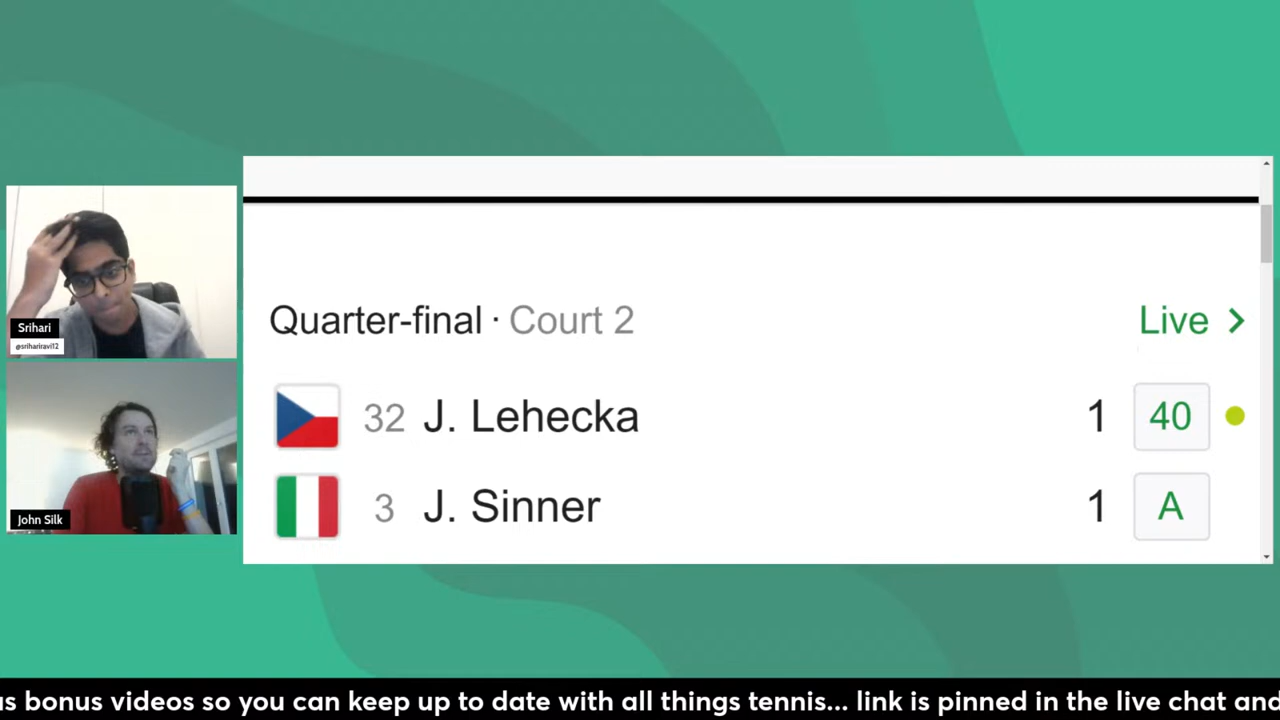 Quarter-final · Court 2
Live
32 J. Lehecka 1 40
3 J. Sinner 1 A
Srihari
@srihariravi12
John Silk
us bonus videos so you can keep up to date with all things tennis... link is pinned in the live chat and